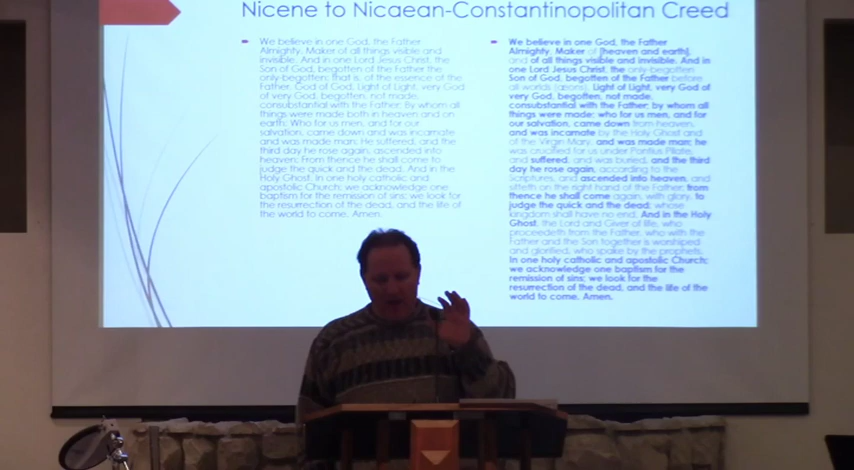 Nicene to Nicaean-Constantinopolitan Creed
We believe in one God, the Father
Almighty, Maker of all things visible and
invisible. And in one Lord Jesus Christ, the
Son of God, begotten of the Father the
only-begotten; that is, of the essence of the
Father, God of God, Light of Light, very God
of very God, begotten, not made,
consubstantial with the Father; By whom all
things were made both in heaven and on
earth; Who for us men, and for our
salvation, came down and was incarnate
and was made man; He suffered, and the
third day he rose again, ascended into
heaven; From thence he shall come to
judge the quick and the dead. And in the
Holy Ghost. In one holy catholic and
apostolic Church; we acknowledge one
baptism for the remission of sins; we look for
the resurrection of the dead, and the life of
the world to come. Amen.
We believe in one God, the Father
Almighty, Maker of [heaven and earth],
and of all things visible and invisible. And in
one Lord Jesus Christ, the only-begotten
Son of God, begotten of the Father before
all worlds (æons), Light of Light, very God of
very God, begotten, not made,
consubstantial with the Father; by whom all
things were made; who for us men, and for
our salvation, came down from heaven,
and was incarnate by the Holy Ghost and
of the Virgin Mary, and was made man; he
was crucified for us under Pontius Pilate,
and suffered, and was buried, and the third
day he rose again, according to the
Scriptures, and ascended into heaven, and
sitteth on the right hand of the Father; from
thence he shall come again, with glory, to
judge the quick and the dead; whose
kingdom shall have no end. And in the Holy
Ghost, the Lord and Giver of life, who
proceedeth from the Father, who with the
Father and the Son together is worshiped
and glorified, who spake by the prophets.
In one holy catholic and apostolic Church;
we acknowledge one baptism for the
remission of sins; we look for the
resurrection of the dead, and the life of the
world to come. Amen.